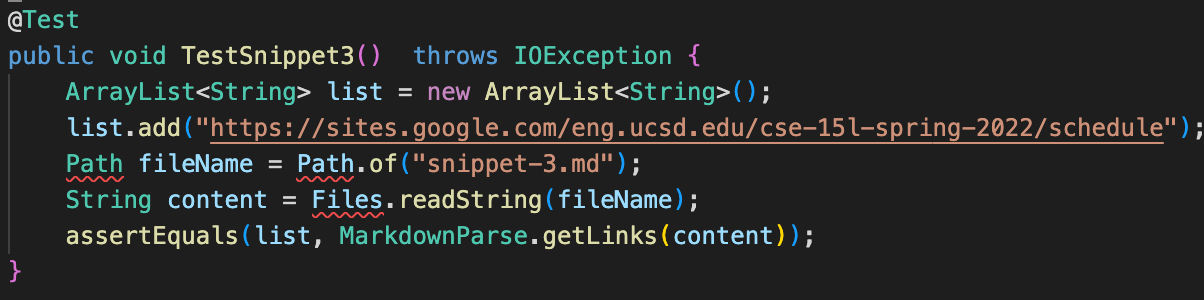 @Test
public void TestSnippet3()  throws IOException {
    ArrayList<String> list = new ArrayList<String>();
    list.add("https://sites.google.com/eng.ucsd.edu/cse-15l-spring-2022/schedule");
    Path fileName = Path.of("snippet-3.md");
    String content = Files.readString(fileName);
    assertEquals(list, MarkdownParse.getLinks(content));
}